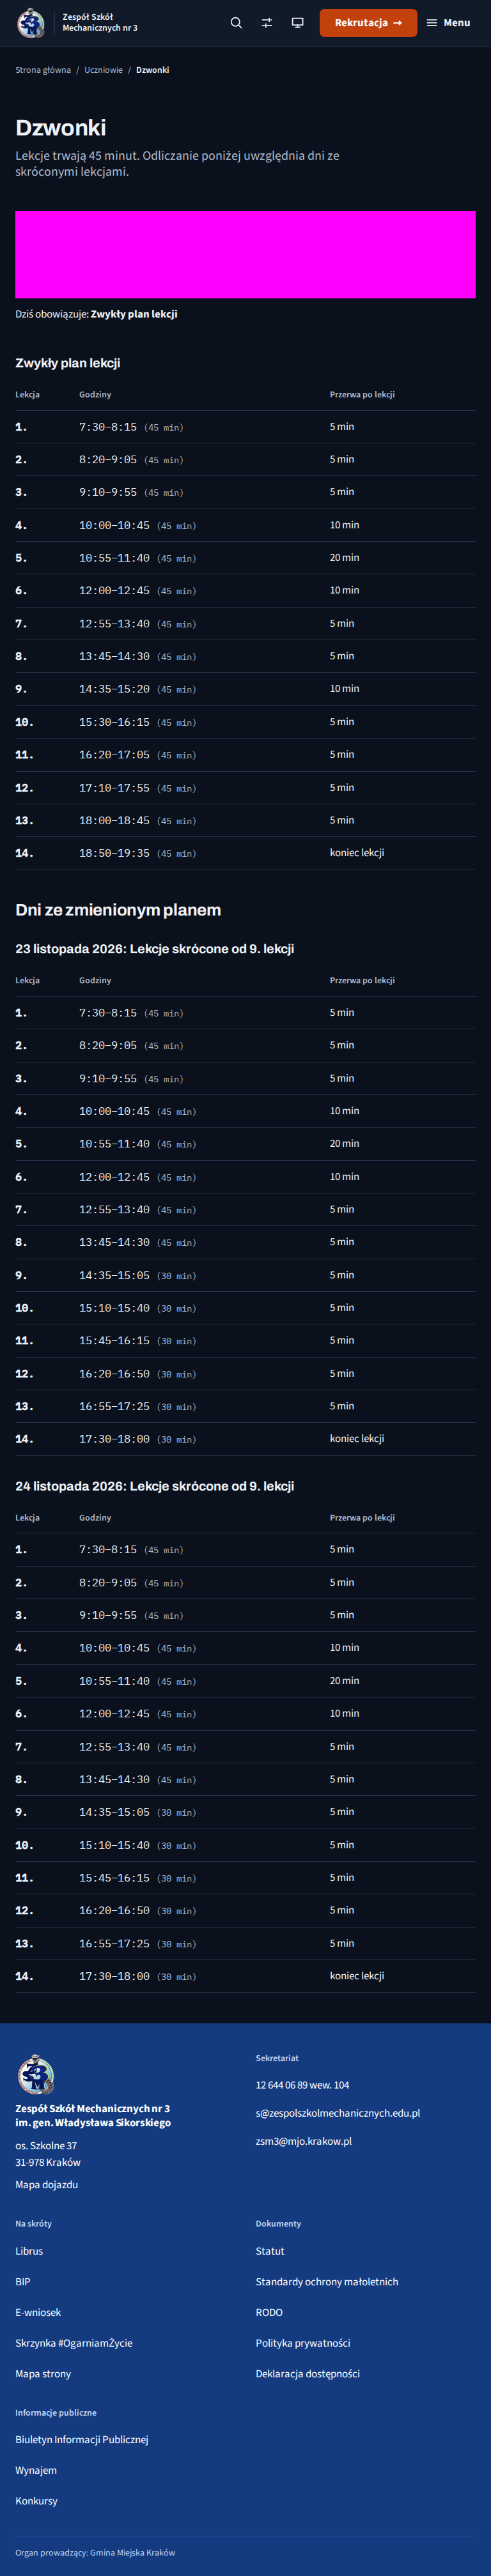 Zespół Szkół
Mechanicznych nr 3
Rekrutacja →
Menu
Strona główna / Uczniowie / Dzwonki
Dzwonki
Lekcje trwają 45 minut. Odliczanie poniżej uwzględnia dni ze
skróconymi lekcjami.
Dziś obowiązuje: Zwykły plan lekcji
Zwykły plan lekcji
Lekcja Godziny Przerwa po lekcji
1. 7:30–8:15 (45 min) 5 min
2. 8:20–9:05 (45 min) 5 min
3. 9:10–9:55 (45 min) 5 min
4. 10:00–10:45 (45 min) 10 min
5. 10:55–11:40 (45 min) 20 min
6. 12:00–12:45 (45 min) 10 min
7. 12:55–13:40 (45 min) 5 min
8. 13:45–14:30 (45 min) 5 min
9. 14:35–15:20 (45 min) 10 min
10. 15:30–16:15 (45 min) 5 min
11. 16:20–17:05 (45 min) 5 min
12. 17:10–17:55 (45 min) 5 min
13. 18:00–18:45 (45 min) 5 min
14. 18:50–19:35 (45 min) koniec lekcji
Dni ze zmienionym planem
23 listopada 2026: Lekcje skrócone od 9. lekcji
Lekcja Godziny Przerwa po lekcji
1. 7:30–8:15 (45 min) 5 min
2. 8:20–9:05 (45 min) 5 min
3. 9:10–9:55 (45 min) 5 min
4. 10:00–10:45 (45 min) 10 min
5. 10:55–11:40 (45 min) 20 min
6. 12:00–12:45 (45 min) 10 min
7. 12:55–13:40 (45 min) 5 min
8. 13:45–14:30 (45 min) 5 min
9. 14:35–15:05 (30 min) 5 min
10. 15:10–15:40 (30 min) 5 min
11. 15:45–16:15 (30 min) 5 min
12. 16:20–16:50 (30 min) 5 min
13. 16:55–17:25 (30 min) 5 min
14. 17:30–18:00 (30 min) koniec lekcji
24 listopada 2026: Lekcje skrócone od 9. lekcji
Lekcja Godziny Przerwa po lekcji
1. 7:30–8:15 (45 min) 5 min
2. 8:20–9:05 (45 min) 5 min
3. 9:10–9:55 (45 min) 5 min
4. 10:00–10:45 (45 min) 10 min
5. 10:55–11:40 (45 min) 20 min
6. 12:00–12:45 (45 min) 10 min
7. 12:55–13:40 (45 min) 5 min
8. 13:45–14:30 (45 min) 5 min
9. 14:35–15:05 (30 min) 5 min
10. 15:10–15:40 (30 min) 5 min
11. 15:45–16:15 (30 min) 5 min
12. 16:20–16:50 (30 min) 5 min
13. 16:55–17:25 (30 min) 5 min
14. 17:30–18:00 (30 min) koniec lekcji
Zespół Szkół Mechanicznych nr 3
im. gen. Władysława Sikorskiego
os. Szkolne 37
31-978 Kraków
Mapa dojazdu
Sekretariat
12 644 06 89 wew. 104
s@zespolszkolmechanicznych.edu.pl
zsm3@mjo.krakow.pl
Na skróty
Librus
BIP
E-wniosek
Skrzynka #OgarniamŻycie
Mapa strony
Dokumenty
Statut
Standardy ochrony małoletnich
RODO
Polityka prywatności
Deklaracja dostępności
Informacje publiczne
Biuletyn Informacji Publicznej
Wynajem
Konkursy
Organ prowadzący: Gmina Miejska Kraków